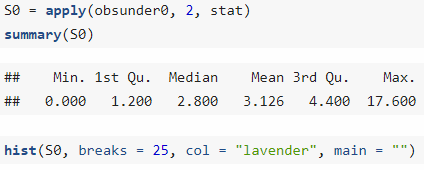 S0 = apply(obsunder0, 2, stat)
summary(S0)
##    Min. 1st Qu.  Median    Mean 3rd Qu.    Max.
##   0.000   1.200   2.800   3.126   4.400  17.600
hist(S0, breaks = 25, col = "lavender", main = "")